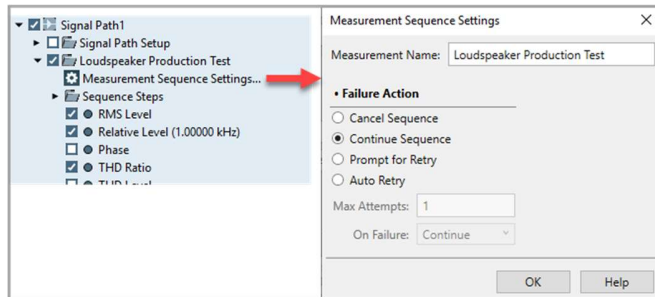 Signal Path1
Signal Path Setup
Loudspeaker Production Test
Measurement Sequence Settings...
Sequence Steps
RMS Level
Relative Level (1.00000 kHz)
Phase
THD Ratio
THD Level
Measurement Sequence Settings
Measurement Name: Loudspeaker Production Test
• Failure Action
Cancel Sequence
Continue Sequence
Prompt for Retry
Auto Retry
Max Attempts: 1
On Failure: Continue
OK Help